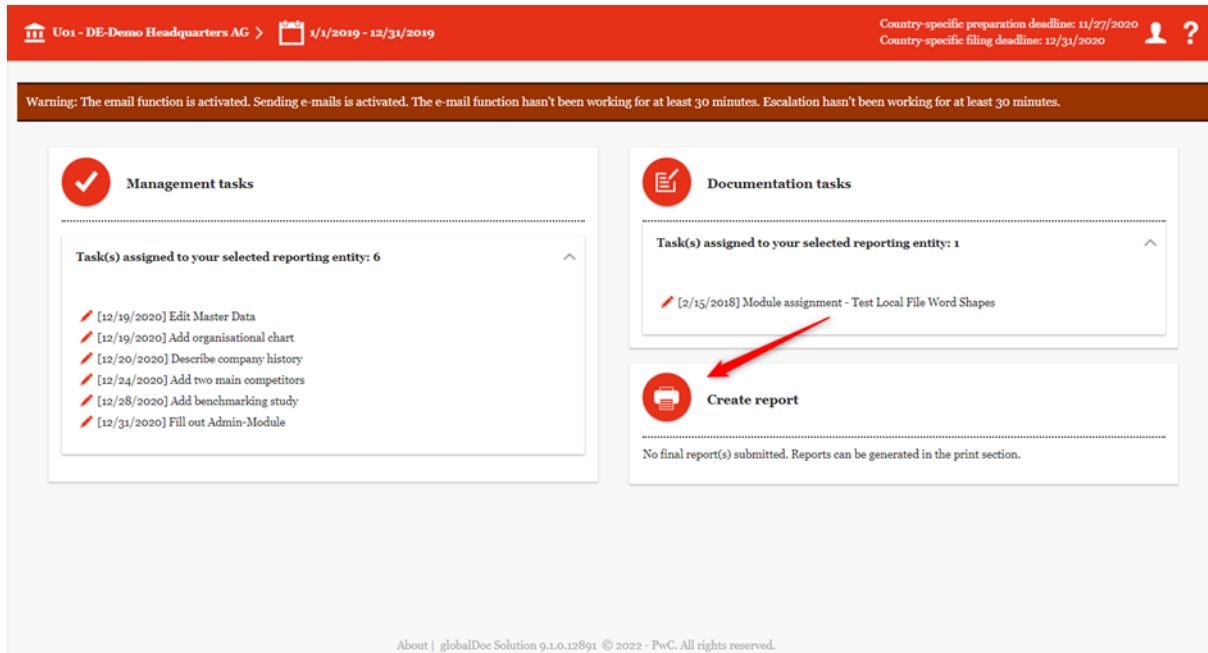 U01 - DE-Demo Headquarters AG > 1/1/2019 - 12/31/2019
Country-specific preparation deadline: 11/27/2020
Country-specific filing deadline: 12/31/2020
?
Warning: The email function is activated. Sending e-mails is activated. The e-mail function hasn't been working for at least 30 minutes. Escalation hasn't been working for at least 30 minutes.
Management tasks
Task(s) assigned to your selected reporting entity: 6
[12/19/2020] Edit Master Data
[12/19/2020] Add organisational chart
[12/20/2020] Describe company history
[12/24/2020] Add two main competitors
[12/28/2020] Add benchmarking study
[12/31/2020] Fill out Admin-Module
Documentation tasks
Task(s) assigned to your selected reporting entity: 1
[2/15/2018] Module assignment - Test Local File Word Shapes
Create report
No final report(s) submitted. Reports can be generated in the print section.
About | globalDoc Solution 9.1.0.12891 © 2022 - PwC. All rights reserved.